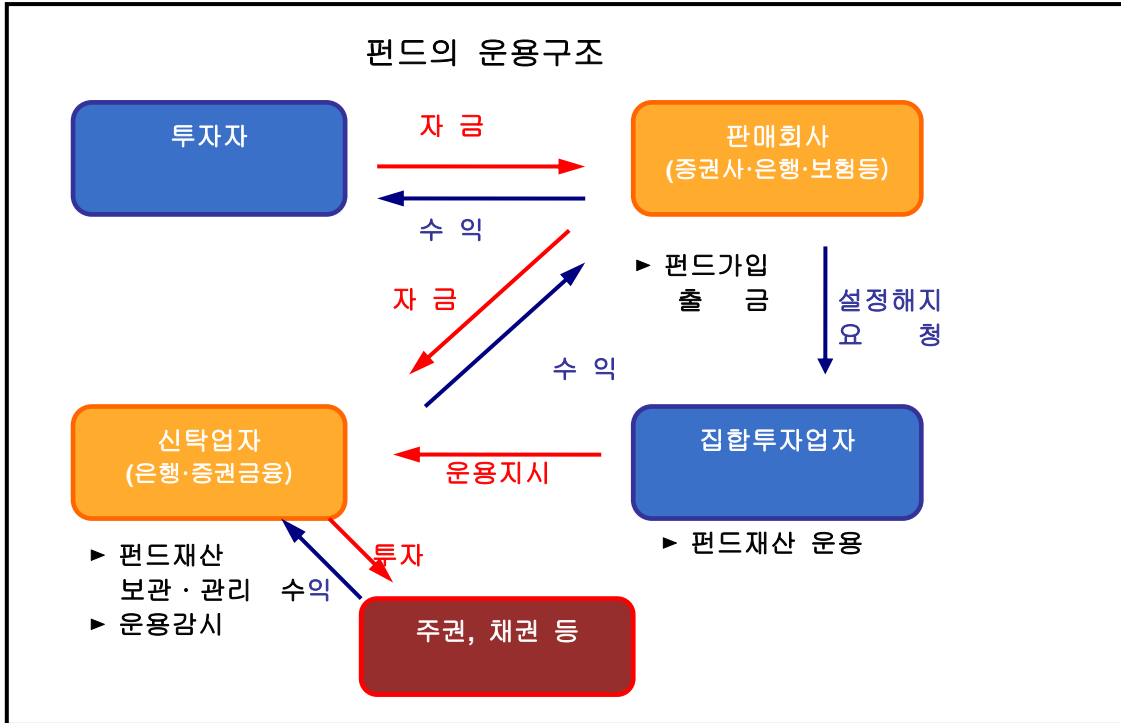 펀드의 운용구조
투자자
자 금
판매회사
(증권사·은행·보험등)
수 익
► 펀드가입
출 금
자 금
설정해지
요 청
수 익
신탁업자
(은행·증권금융)
집합투자업자
운용지시
► 펀드재산 운용
► 펀드재산
보관·관리
► 운용감시
투자
수익
주권, 채권 등